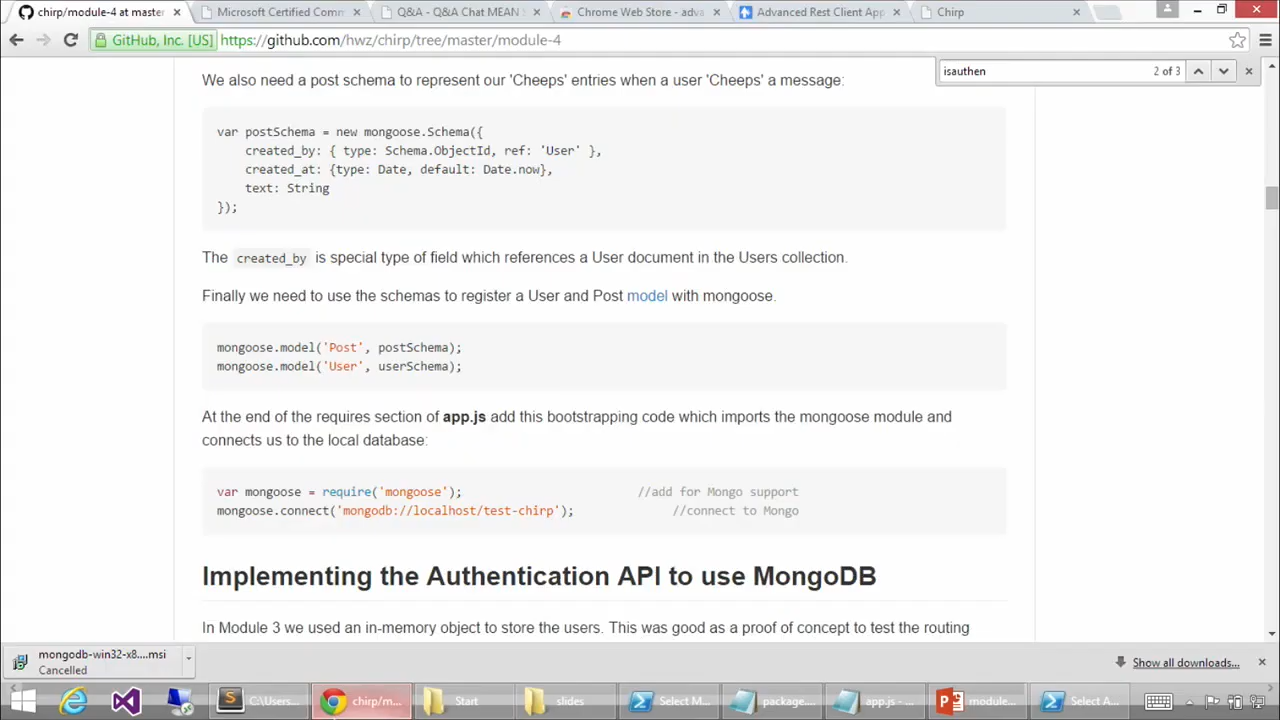 chirp/module-4 at master
Microsoft Certified Comm
Q&A - Q&A Chat MEAN
Chrome Web Store - adva
Advanced Rest Client App
Chirp
GitHub, Inc. [US]
https://github.com/hwz/chirp/tree/master/module-4
isauthen
2 of 3
We also need a post schema to represent our 'Cheeps' entries when a user 'Cheeps' a message:
var postSchema = new mongoose.Schema({
created_by: { type: Schema.ObjectId, ref: 'User' },
created_at: {type: Date, default: Date.now},
text: String
});
The created_by is special type of field which references a User document in the Users collection.
Finally we need to use the schemas to register a User and Post model with mongoose.
mongoose.model('Post', postSchema);
mongoose.model('User', userSchema);
At the end of the requires section of app.js add this bootstrapping code which imports the mongoose module and
connects us to the local database:
var mongoose = require('mongoose'); //add for Mongo support
mongoose.connect('mongodb://localhost/test-chirp'); //connect to Mongo
Implementing the Authentication API to use MongoDB
In Module 3 we used an in-memory object to store the users. This was good as a proof of concept to test the routing
mongodb-win32-x8....msi
Cancelled
Show all downloads...
C:\Users...
chirp/m...
Start
slides
Select M...
package....
app.js - ...
module...
Select A...